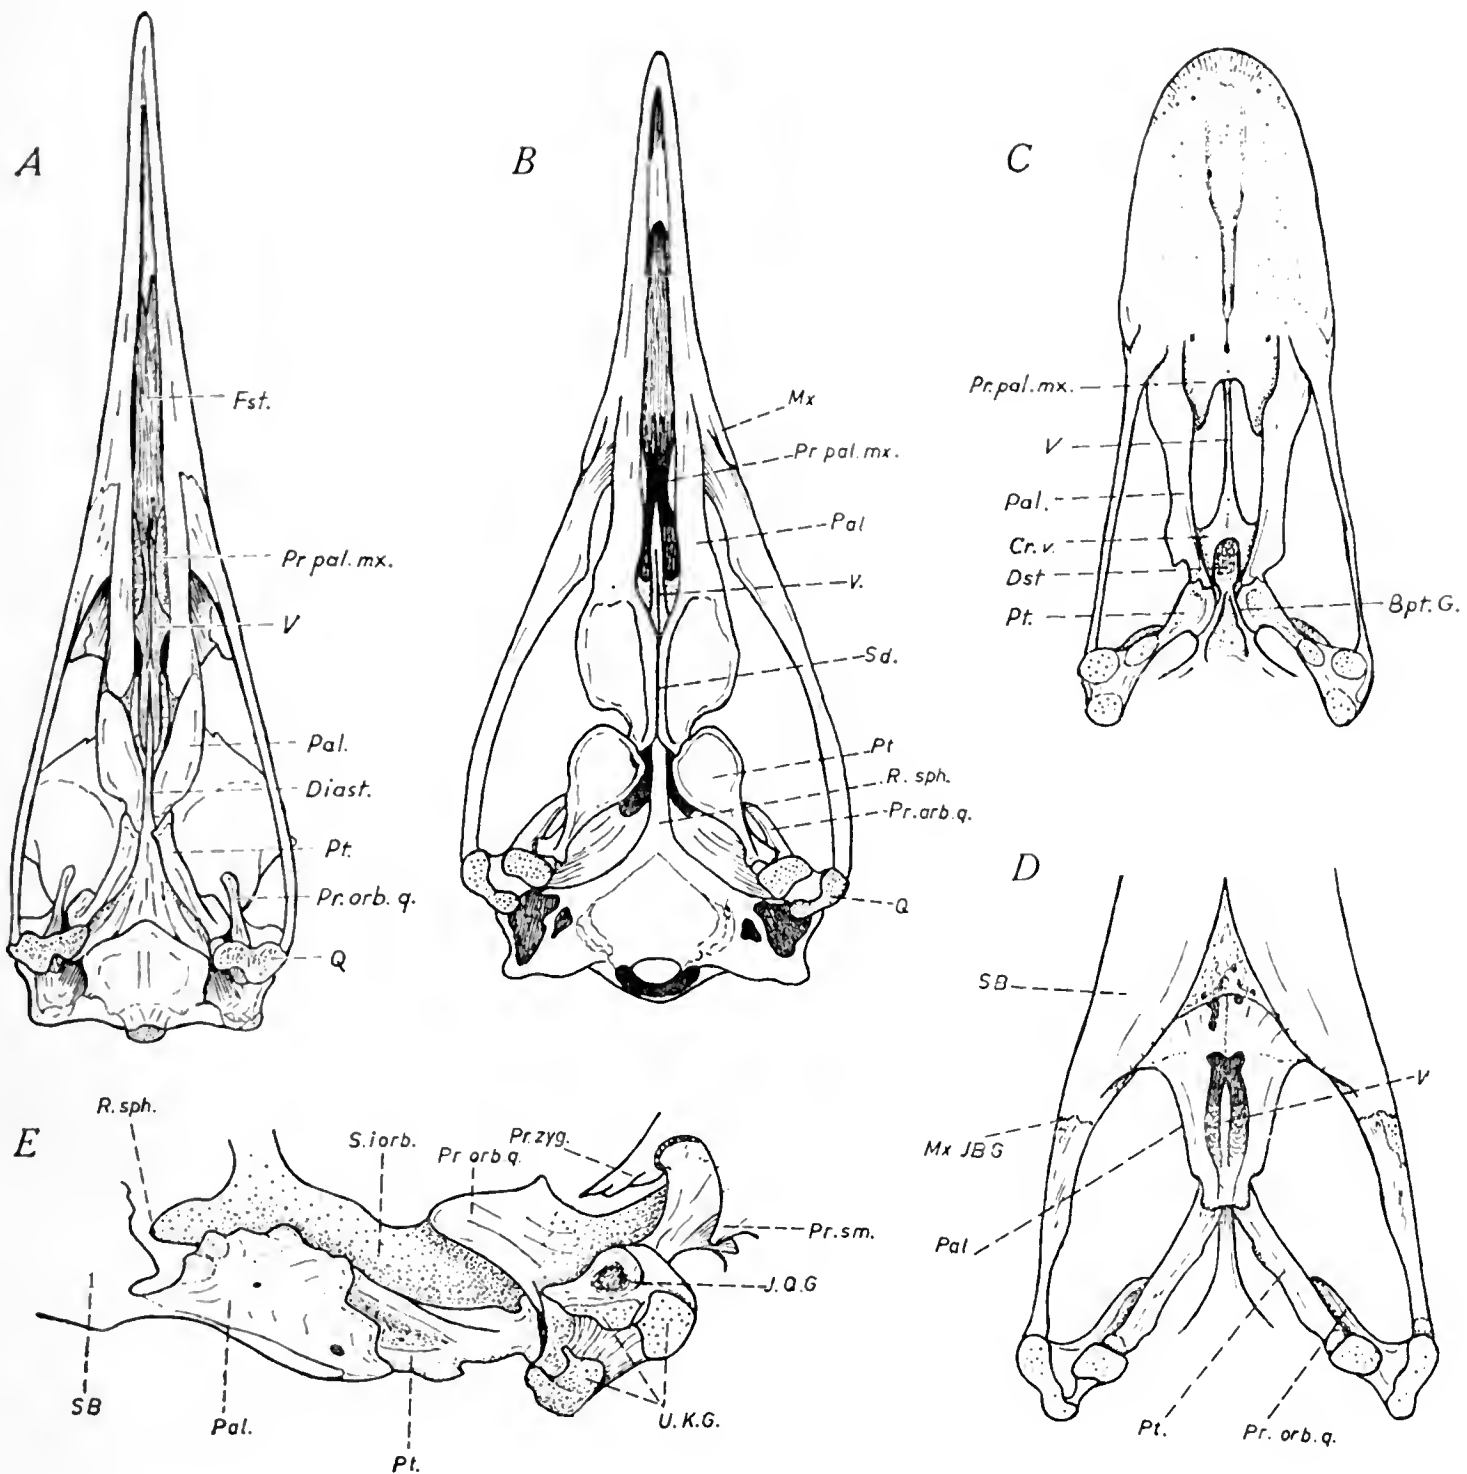 A
Fst.
Pr pal. mx.
V
Pal.
Diast.
Pt.
Pr. orb. q.
Q
B
Mx
Pr pal. mx.
Pal
V.
Sd.
Pt
R. sph.
Pr. orb. q.
Q
C
Pr. pal. mx.
V
Pal.
Cr. v.
Dst
Pt.
Bpt. G.
D
SB
V
Mx JBG
Pal
Pt.
Pr. orb. q.
E
R. sph.
S. iorb.
Pr orb q.
Pr. zyg.
Pr. sm.
J. Q. G
U. K. G.
SB
Pal.
Pt.